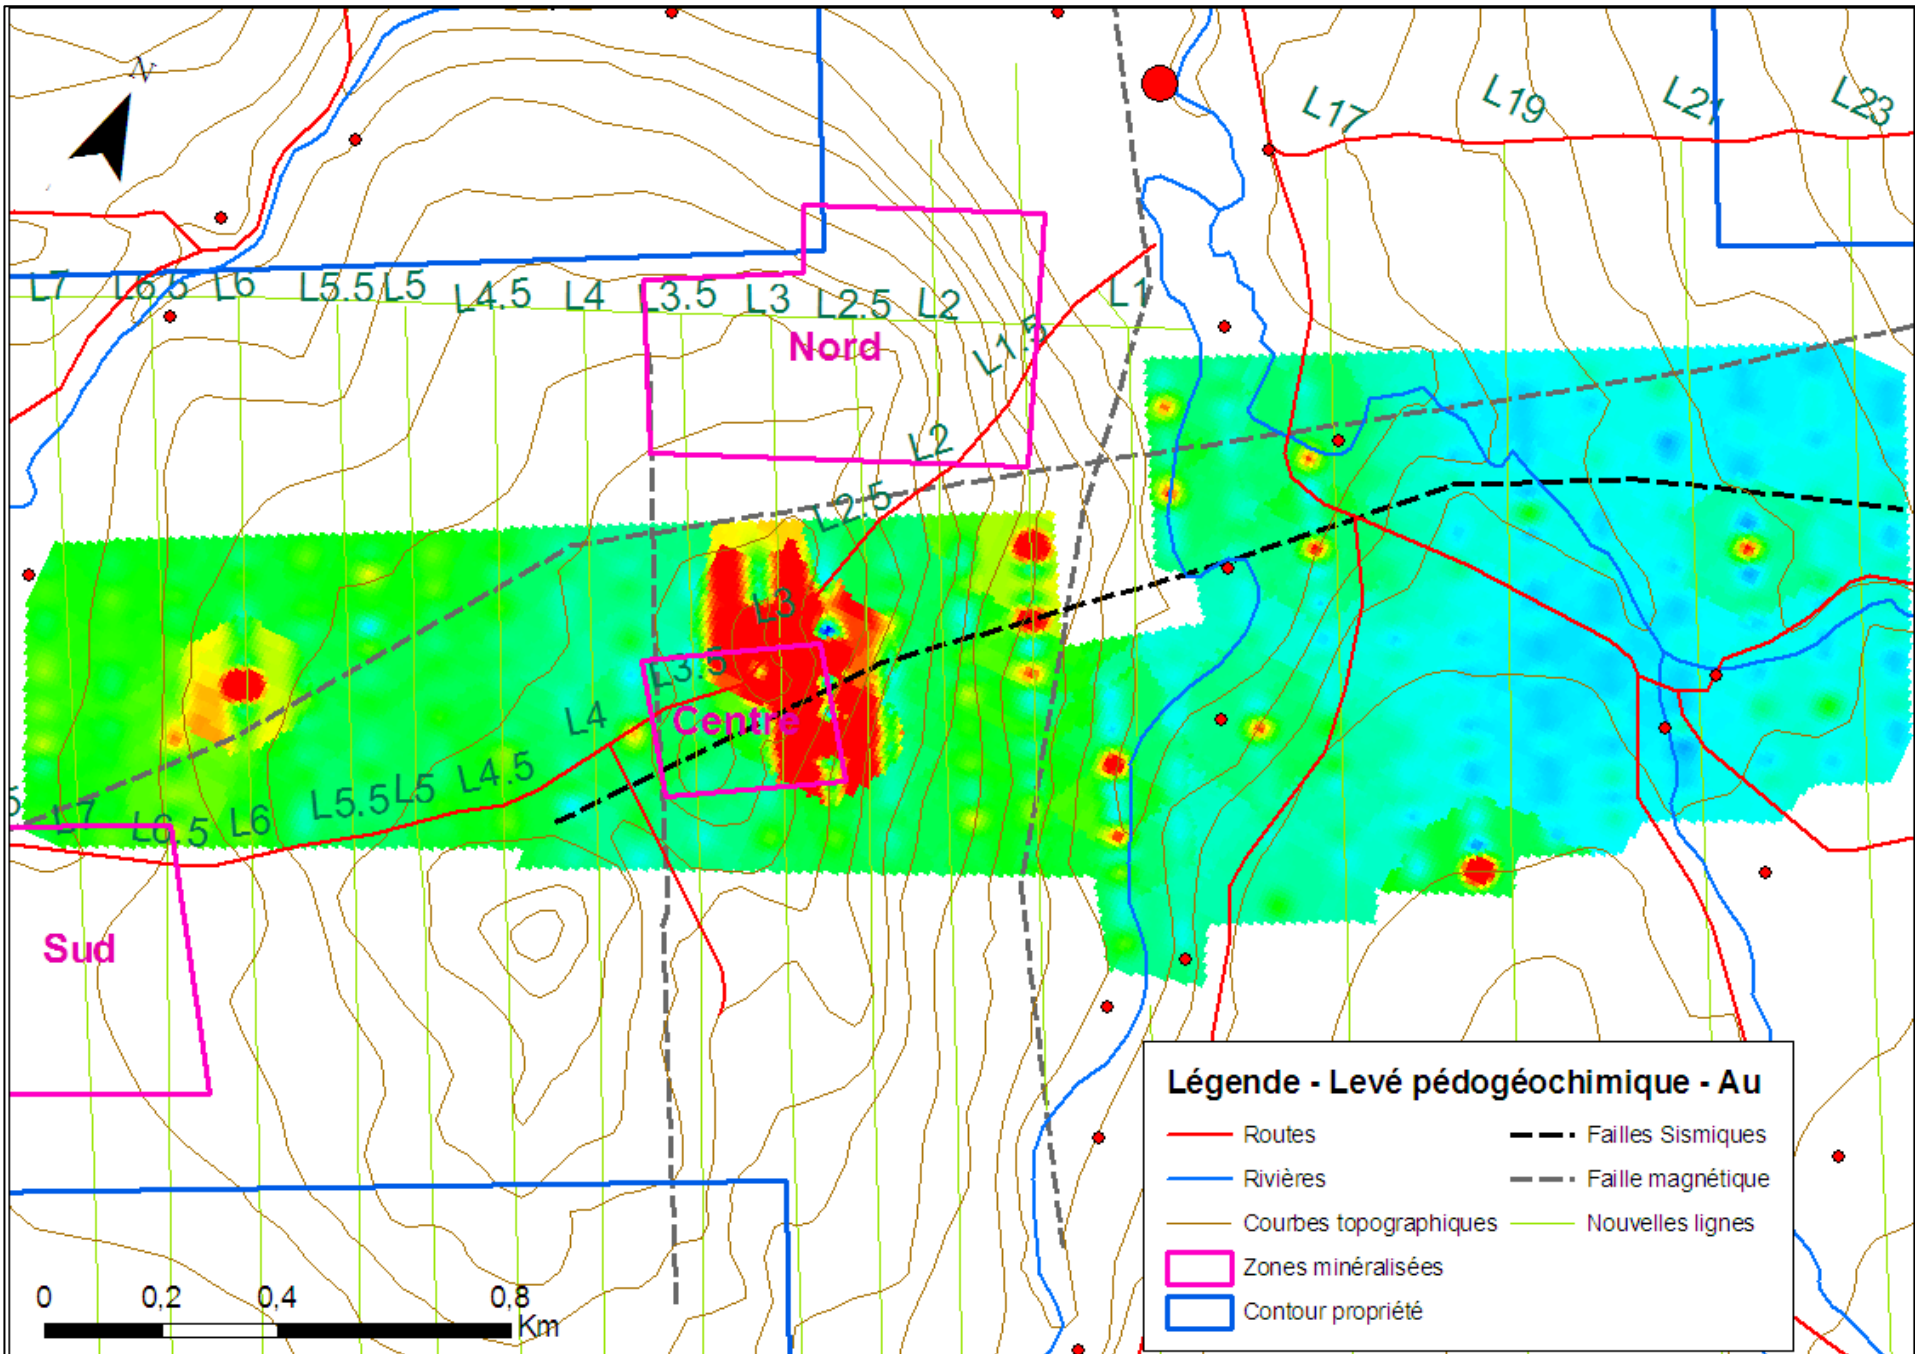 N
L17 L19 L21 L23
L7 L6.5 L6 L5.5 L5 L4.5 L4 L3.5 L3 L2.5 L2 L1
Nord
L1.5
L2
L2.5
L3
L3.5
Centre
L4
L4.5
L5
L5.5
L6
L6.5
L7
5
Sud
Légende - Levé pédogéochimique - Au
Routes
Failles Sismiques
Rivières
Faille magnétique
Courbes topographiques
Nouvelles lignes
Zones minéralisées
Contour propriété
0 0,2 0,4 0,8
Km